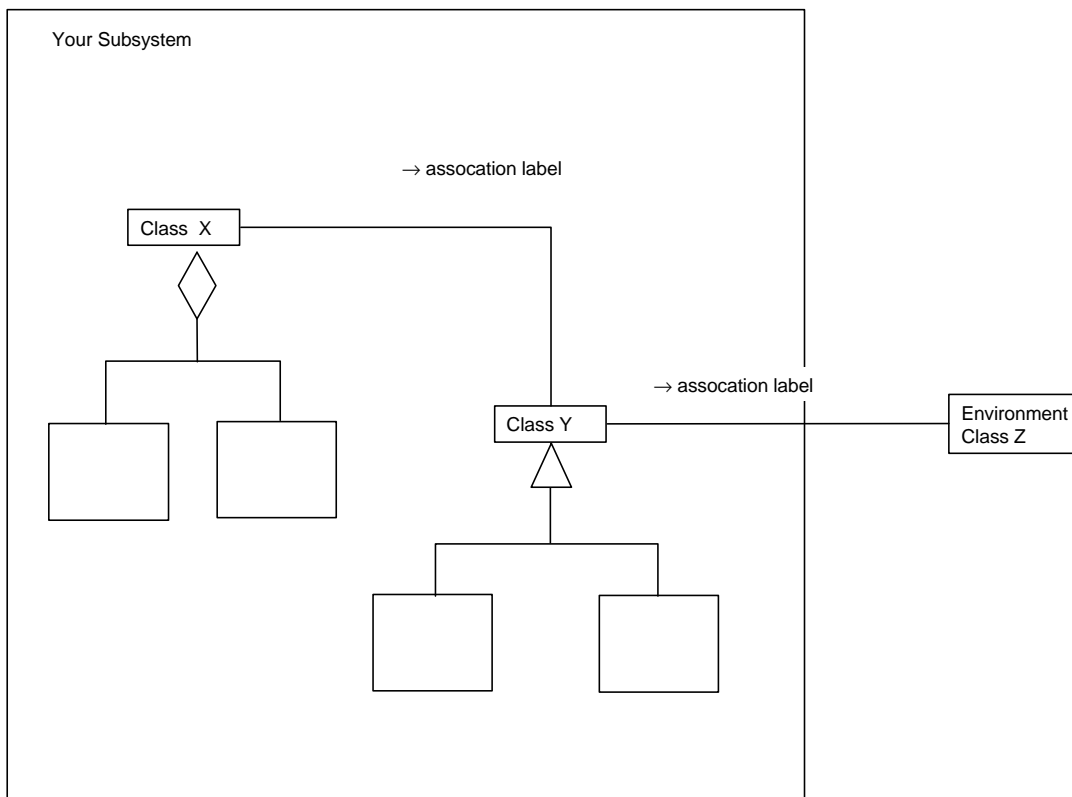 Your Subsystem
→ assocation label
Class X
→ assocation label
Class Y
Environment
Class Z